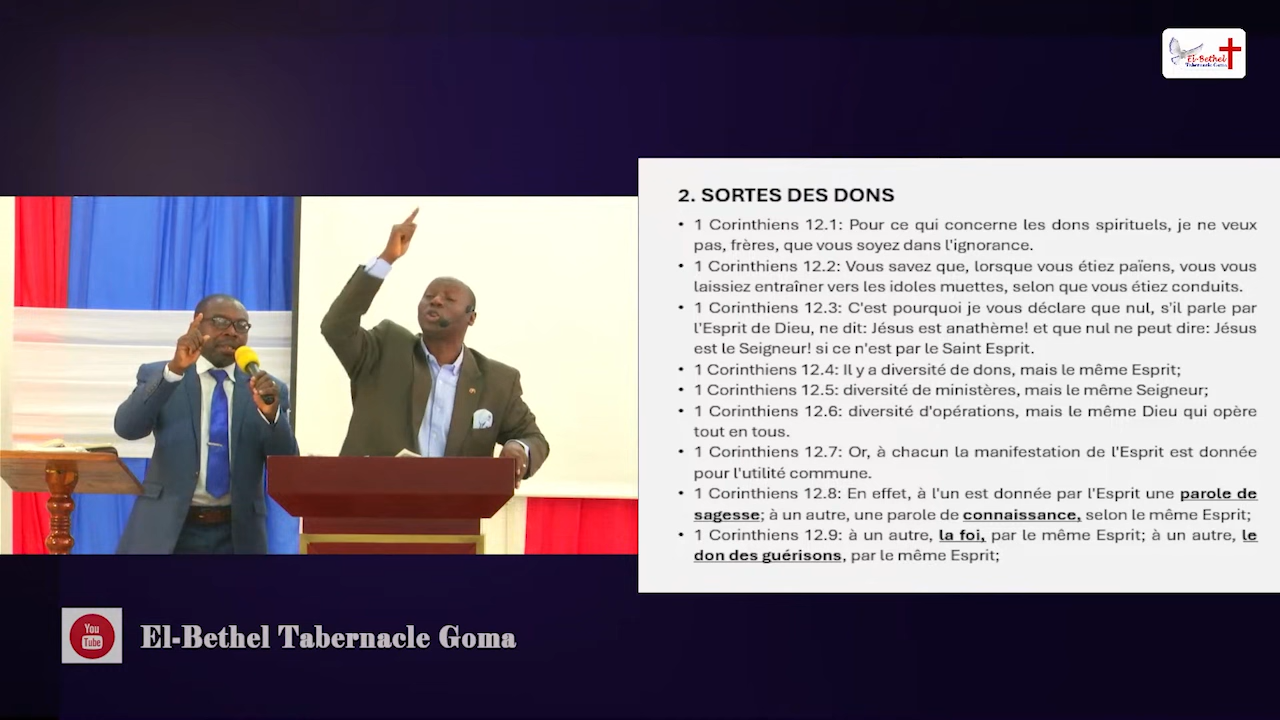 El-Bethel
Tabernacle Goma
2. SORTES DES DONS
• 1 Corinthiens 12.1: Pour ce qui concerne les dons spirituels, je ne veux
pas, frères, que vous soyez dans l'ignorance.
• 1 Corinthiens 12.2: Vous savez que, lorsque vous étiez païens, vous vous
laissiez entraîner vers les idoles muettes, selon que vous étiez conduits.
• 1 Corinthiens 12.3: C'est pourquoi je vous déclare que nul, s'il parle par
l'Esprit de Dieu, ne dit: Jésus est anathème! et que nul ne peut dire: Jésus
est le Seigneur! si ce n'est par le Saint Esprit.
• 1 Corinthiens 12.4: Il y a diversité de dons, mais le même Esprit;
• 1 Corinthiens 12.5: diversité de ministères, mais le même Seigneur;
• 1 Corinthiens 12.6: diversité d'opérations, mais le même Dieu qui opère
tout en tous.
• 1 Corinthiens 12.7: Or, à chacun la manifestation de l'Esprit est donnée
pour l'utilité commune.
• 1 Corinthiens 12.8: En effet, à l'un est donnée par l'Esprit une parole de
sagesse; à un autre, une parole de connaissance, selon le même Esprit;
• 1 Corinthiens 12.9: à un autre, la foi, par le même Esprit; à un autre, le
don des guérisons, par le même Esprit;
You
Tube
El-Bethel Tabernacle Goma